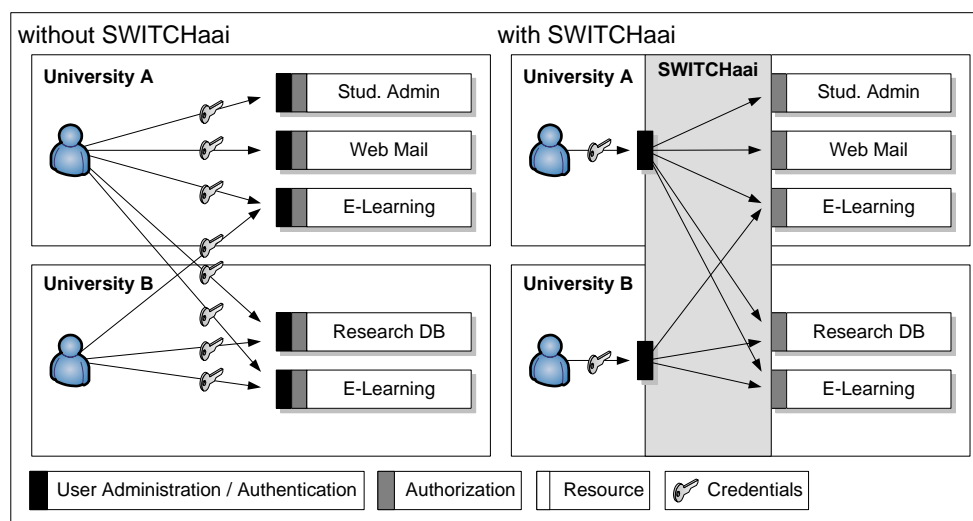 without SWITCHaai
University A
Stud. Admin
Web Mail
E-Learning
University B
Research DB
E-Learning
with SWITCHaai
University A
SWITCHaai
Stud. Admin
Web Mail
E-Learning
University B
Research DB
E-Learning
User Administration / Authentication
Authorization
Resource
Credentials